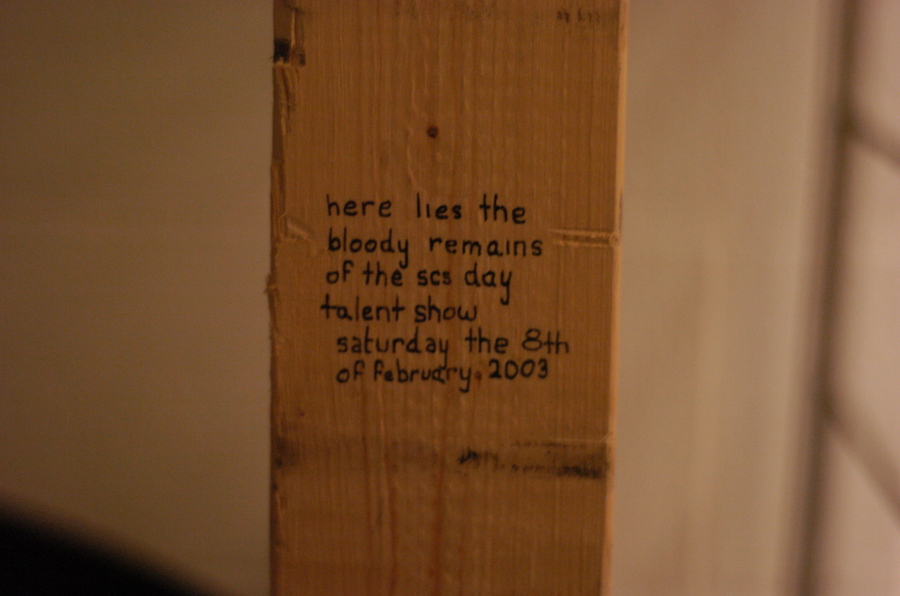 here lies the
bloody remains
of the scs day
talent show
saturday the 8th
of february. 2003